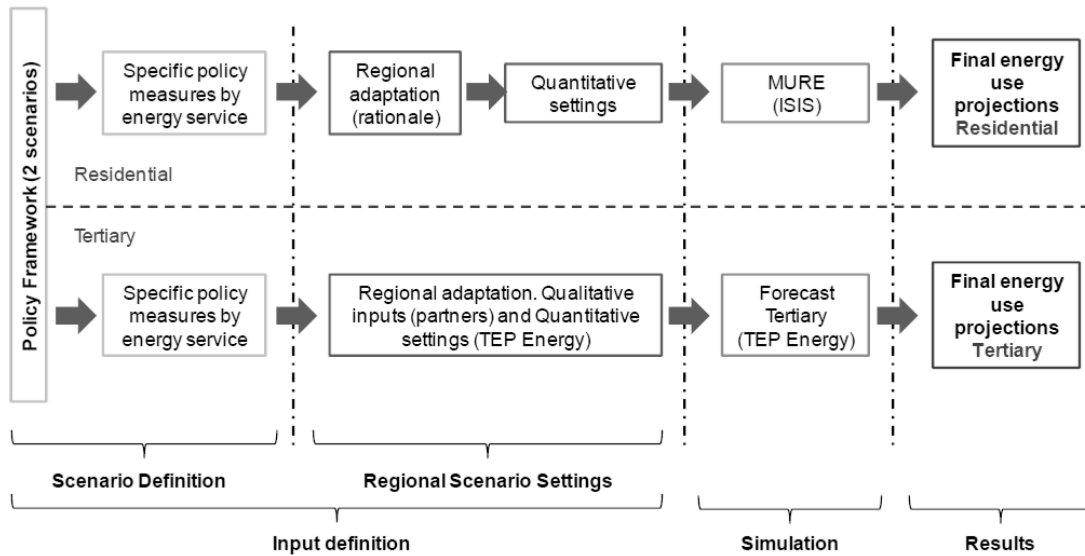 Policy Framework (2 scenarios)
Specific policy
measures by
energy service
Regional
adaptation
(rationale)
Quantitative
settings
MURE
(ISIS)
Final energy
use
projections
Residential
Residential
Tertiary
Specific policy
measures by
energy service
Regional adaptation. Qualitative
inputs (partners) and Quantitative
settings (TEP Energy)
Forecast
Tertiary
(TEP Energy)
Final energy
use
projections
Tertiary
Scenario Definition
Regional Scenario Settings
Input definition
Simulation
Results